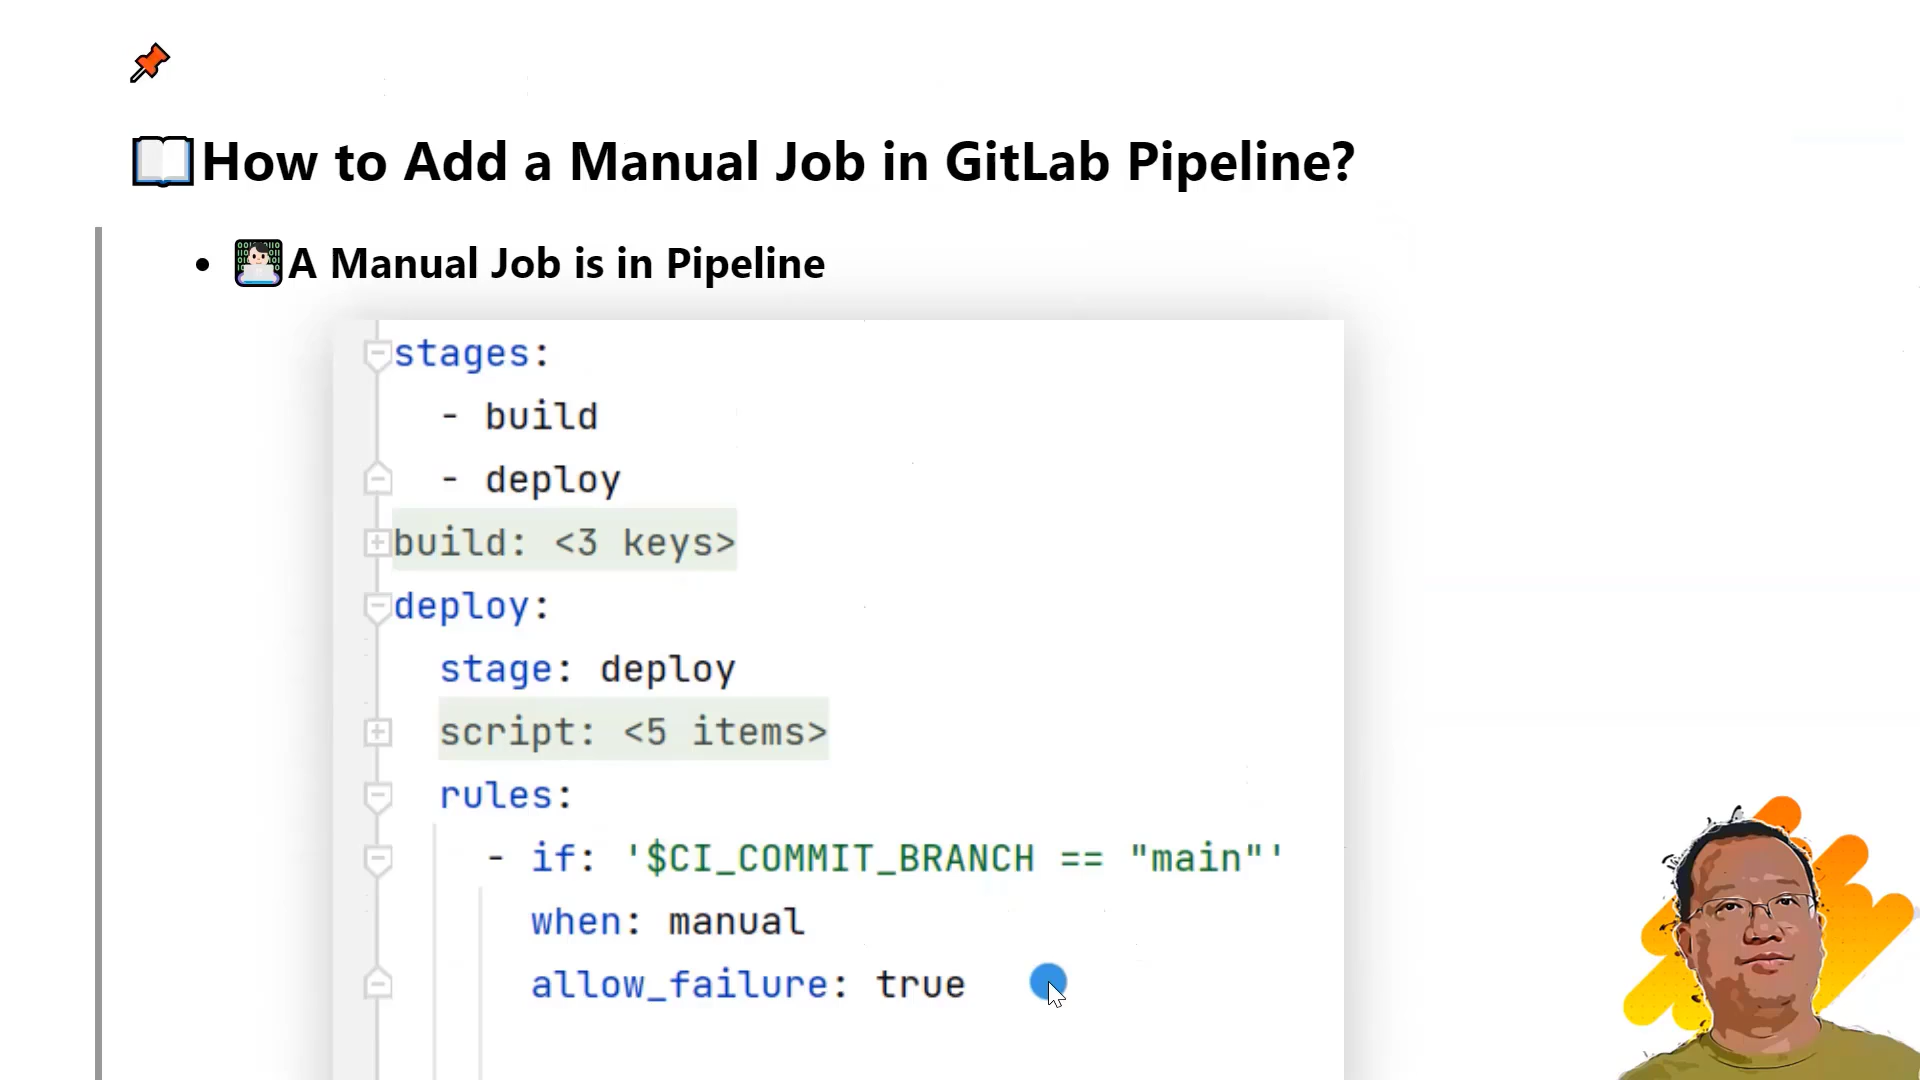 How to Add a Manual Job in GitLab Pipeline?
• A Manual Job is in Pipeline
stages:
- build
- deploy
build: <3 keys>
deploy:
stage: deploy
script: <5 items>
rules:
- if: '$CI_COMMIT_BRANCH == "main"'
when: manual
allow_failure: true